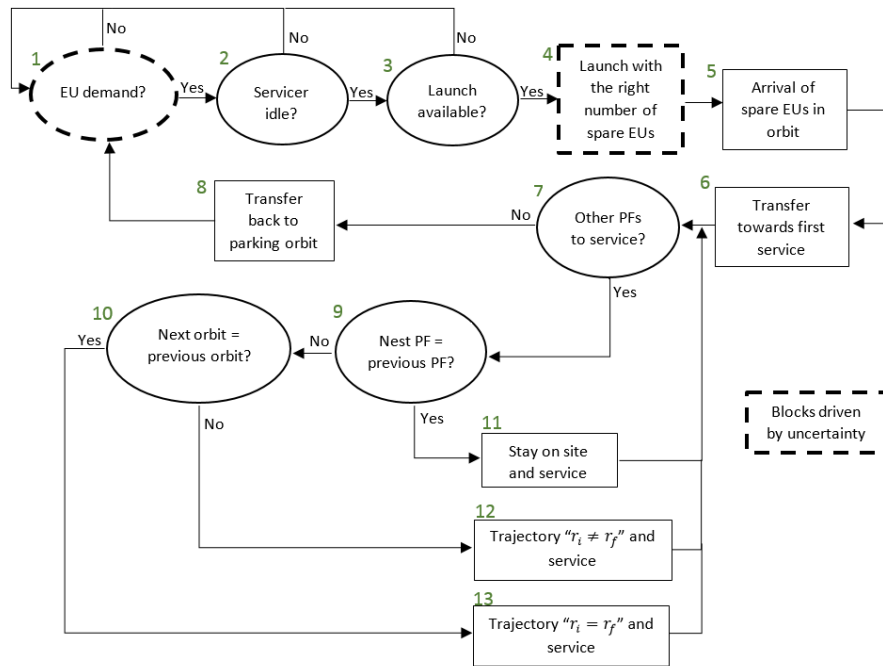 No
No
No
1
EU demand?
Yes
2
Servicer
idle?
Yes
3
Launch
available?
Yes
4
Launch with
the right
number of
spare EUs
5
Arrival of
spare EUs in
orbit
6
Transfer
towards first
service
7
Other PFs
to service?
No
Yes
8
Transfer
back to
parking orbit
9
Nest PF =
previous PF?
No
Yes
10
Next orbit =
previous orbit?
Yes
No
11
Stay on site
and service
12
Trajectory “r_i ≠ r_f” and
service
13
Trajectory “r_i = r_f” and
service
Blocks driven
by uncertainty